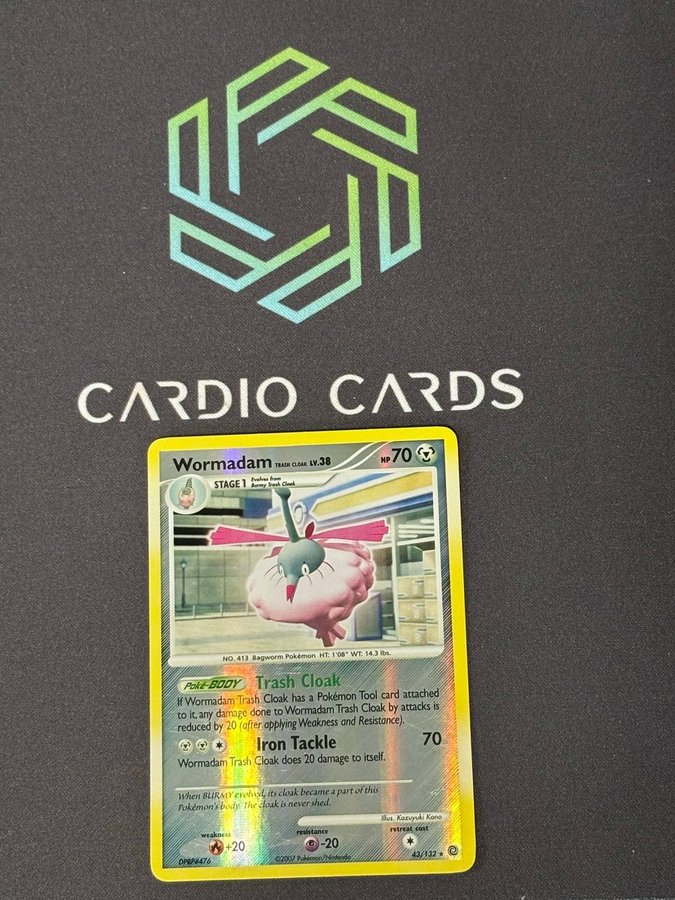 CARDIO CARDS
Wormadam TRASH CLOAK LV.38 HP 70
STAGE 1 Evolves from
Burmy Trash Cloak
NO. 413 Bagworm Pokémon HT: 1'08" WT: 14.3 lbs.
Poké-BODY Trash Cloak
If Wormadam Trash Cloak has a Pokémon Tool card attached
to it, any damage done to Wormadam Trash Cloak by attacks is
reduced by 20 (after applying Weakness and Resistance).
Iron Tackle 70
Wormadam Trash Cloak does 20 damage to itself.
When BURMY evolved, its cloak became a part of this
Pokémon's body. The cloak is never shed.
Illus. Kazuyuki Kano
weakness resistance retreat cost
+20 -20
DPBP#476 ©2007 Pokémon/Nintendo 43/132 ★